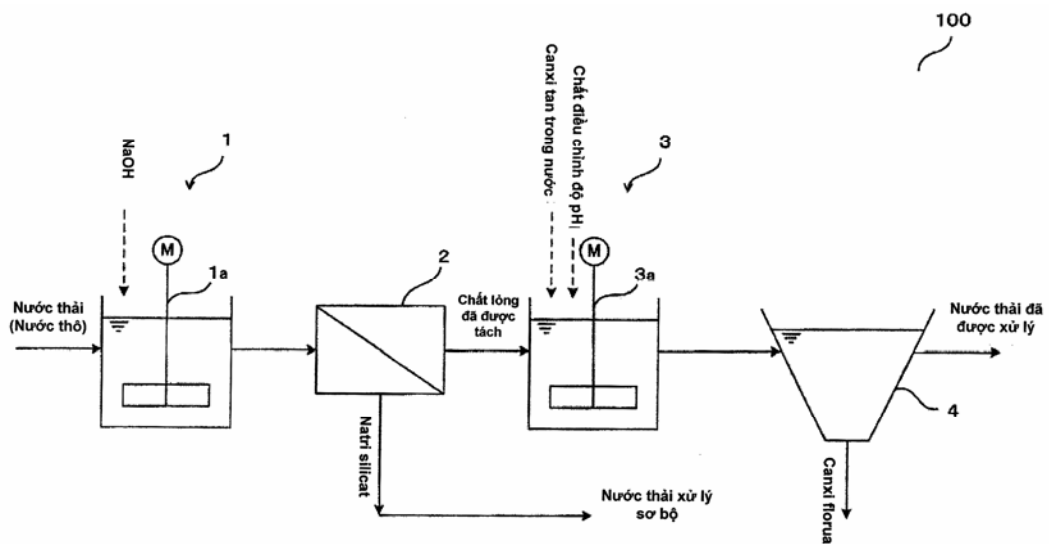 100
NaOH
1
M
1a
Nước thải
(Nước thô)
2
Natri silicat
Nước thải xử lý
sơ bộ
Chất lỏng
đã được
tách
Canxi tan trong nước
Chất điều chỉnh độ pH
3
M
3a
Nước thải đã
được xử lý
4
Canxi florua